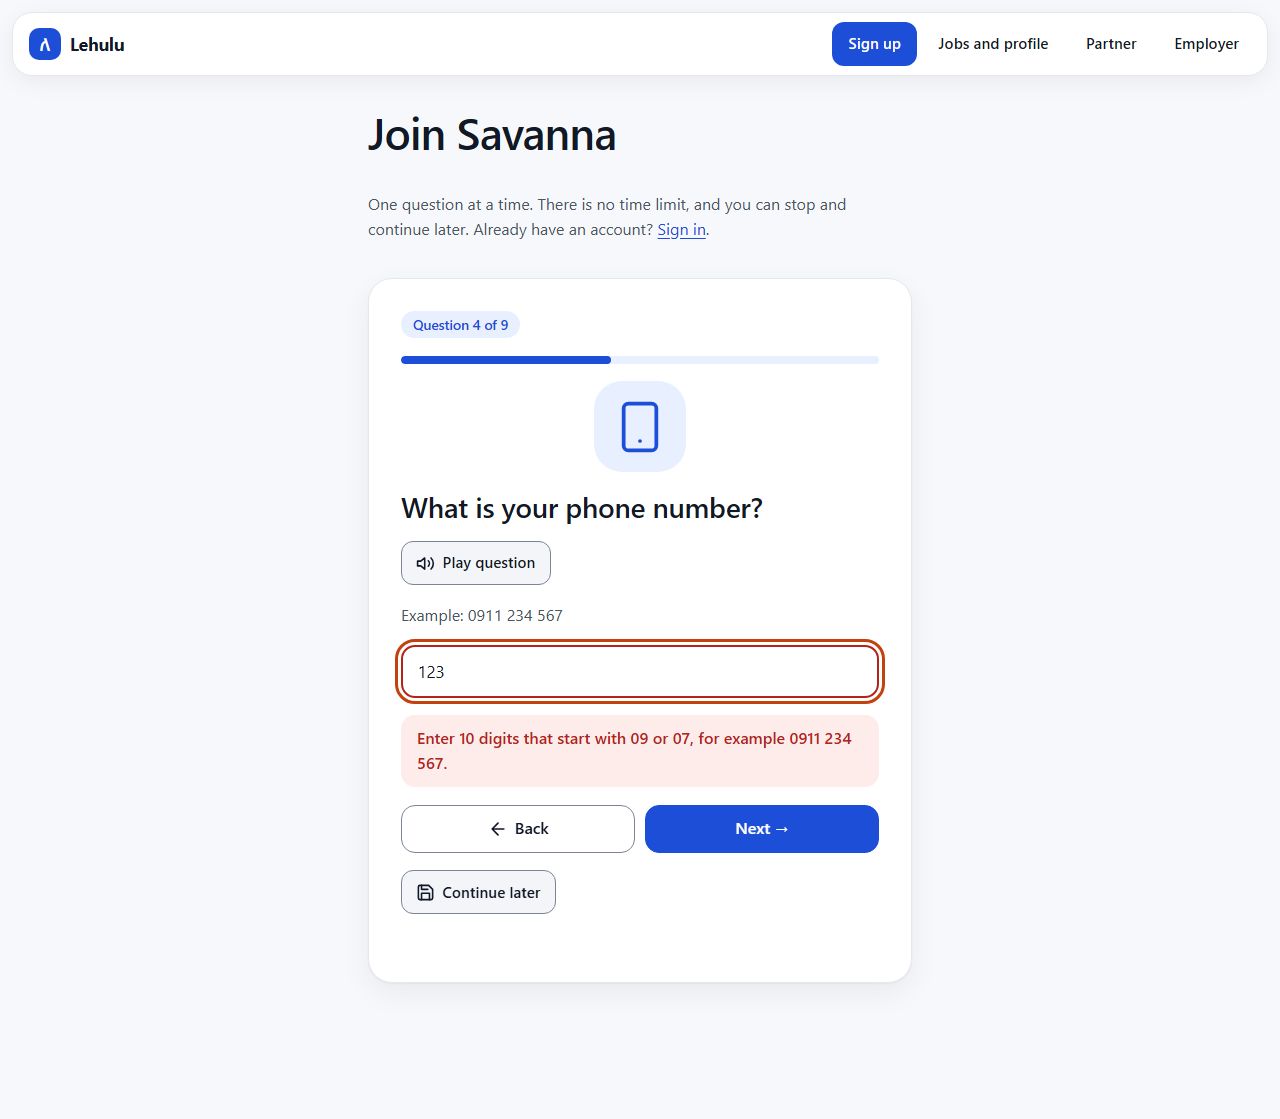 ለ Lehulu
Sign up
Jobs and profile
Partner
Employer
Join Savanna
One question at a time. There is no time limit, and you can stop and
continue later. Already have an account? Sign in.
Question 4 of 9
What is your phone number?
Play question
Example: 0911 234 567
123
Enter 10 digits that start with 09 or 07, for example 0911 234
567.
← Back
Next →
Continue later